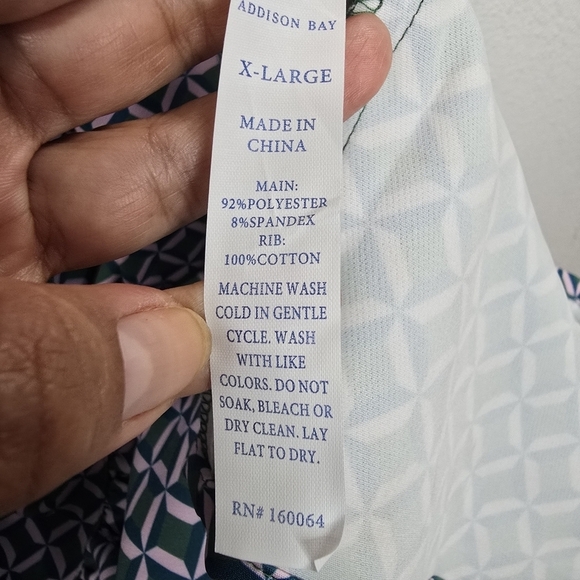 ADDISON BAY
X-LARGE
MADE IN
CHINA
MAIN:
92%POLYESTER
8%SPANDEX
RIB:
100%COTTON
MACHINE WASH
COLD IN GENTLE
CYCLE. WASH
WITH LIKE
COLORS. DO NOT
SOAK, BLEACH OR
DRY CLEAN. LAY
FLAT TO DRY.
RN# 160064